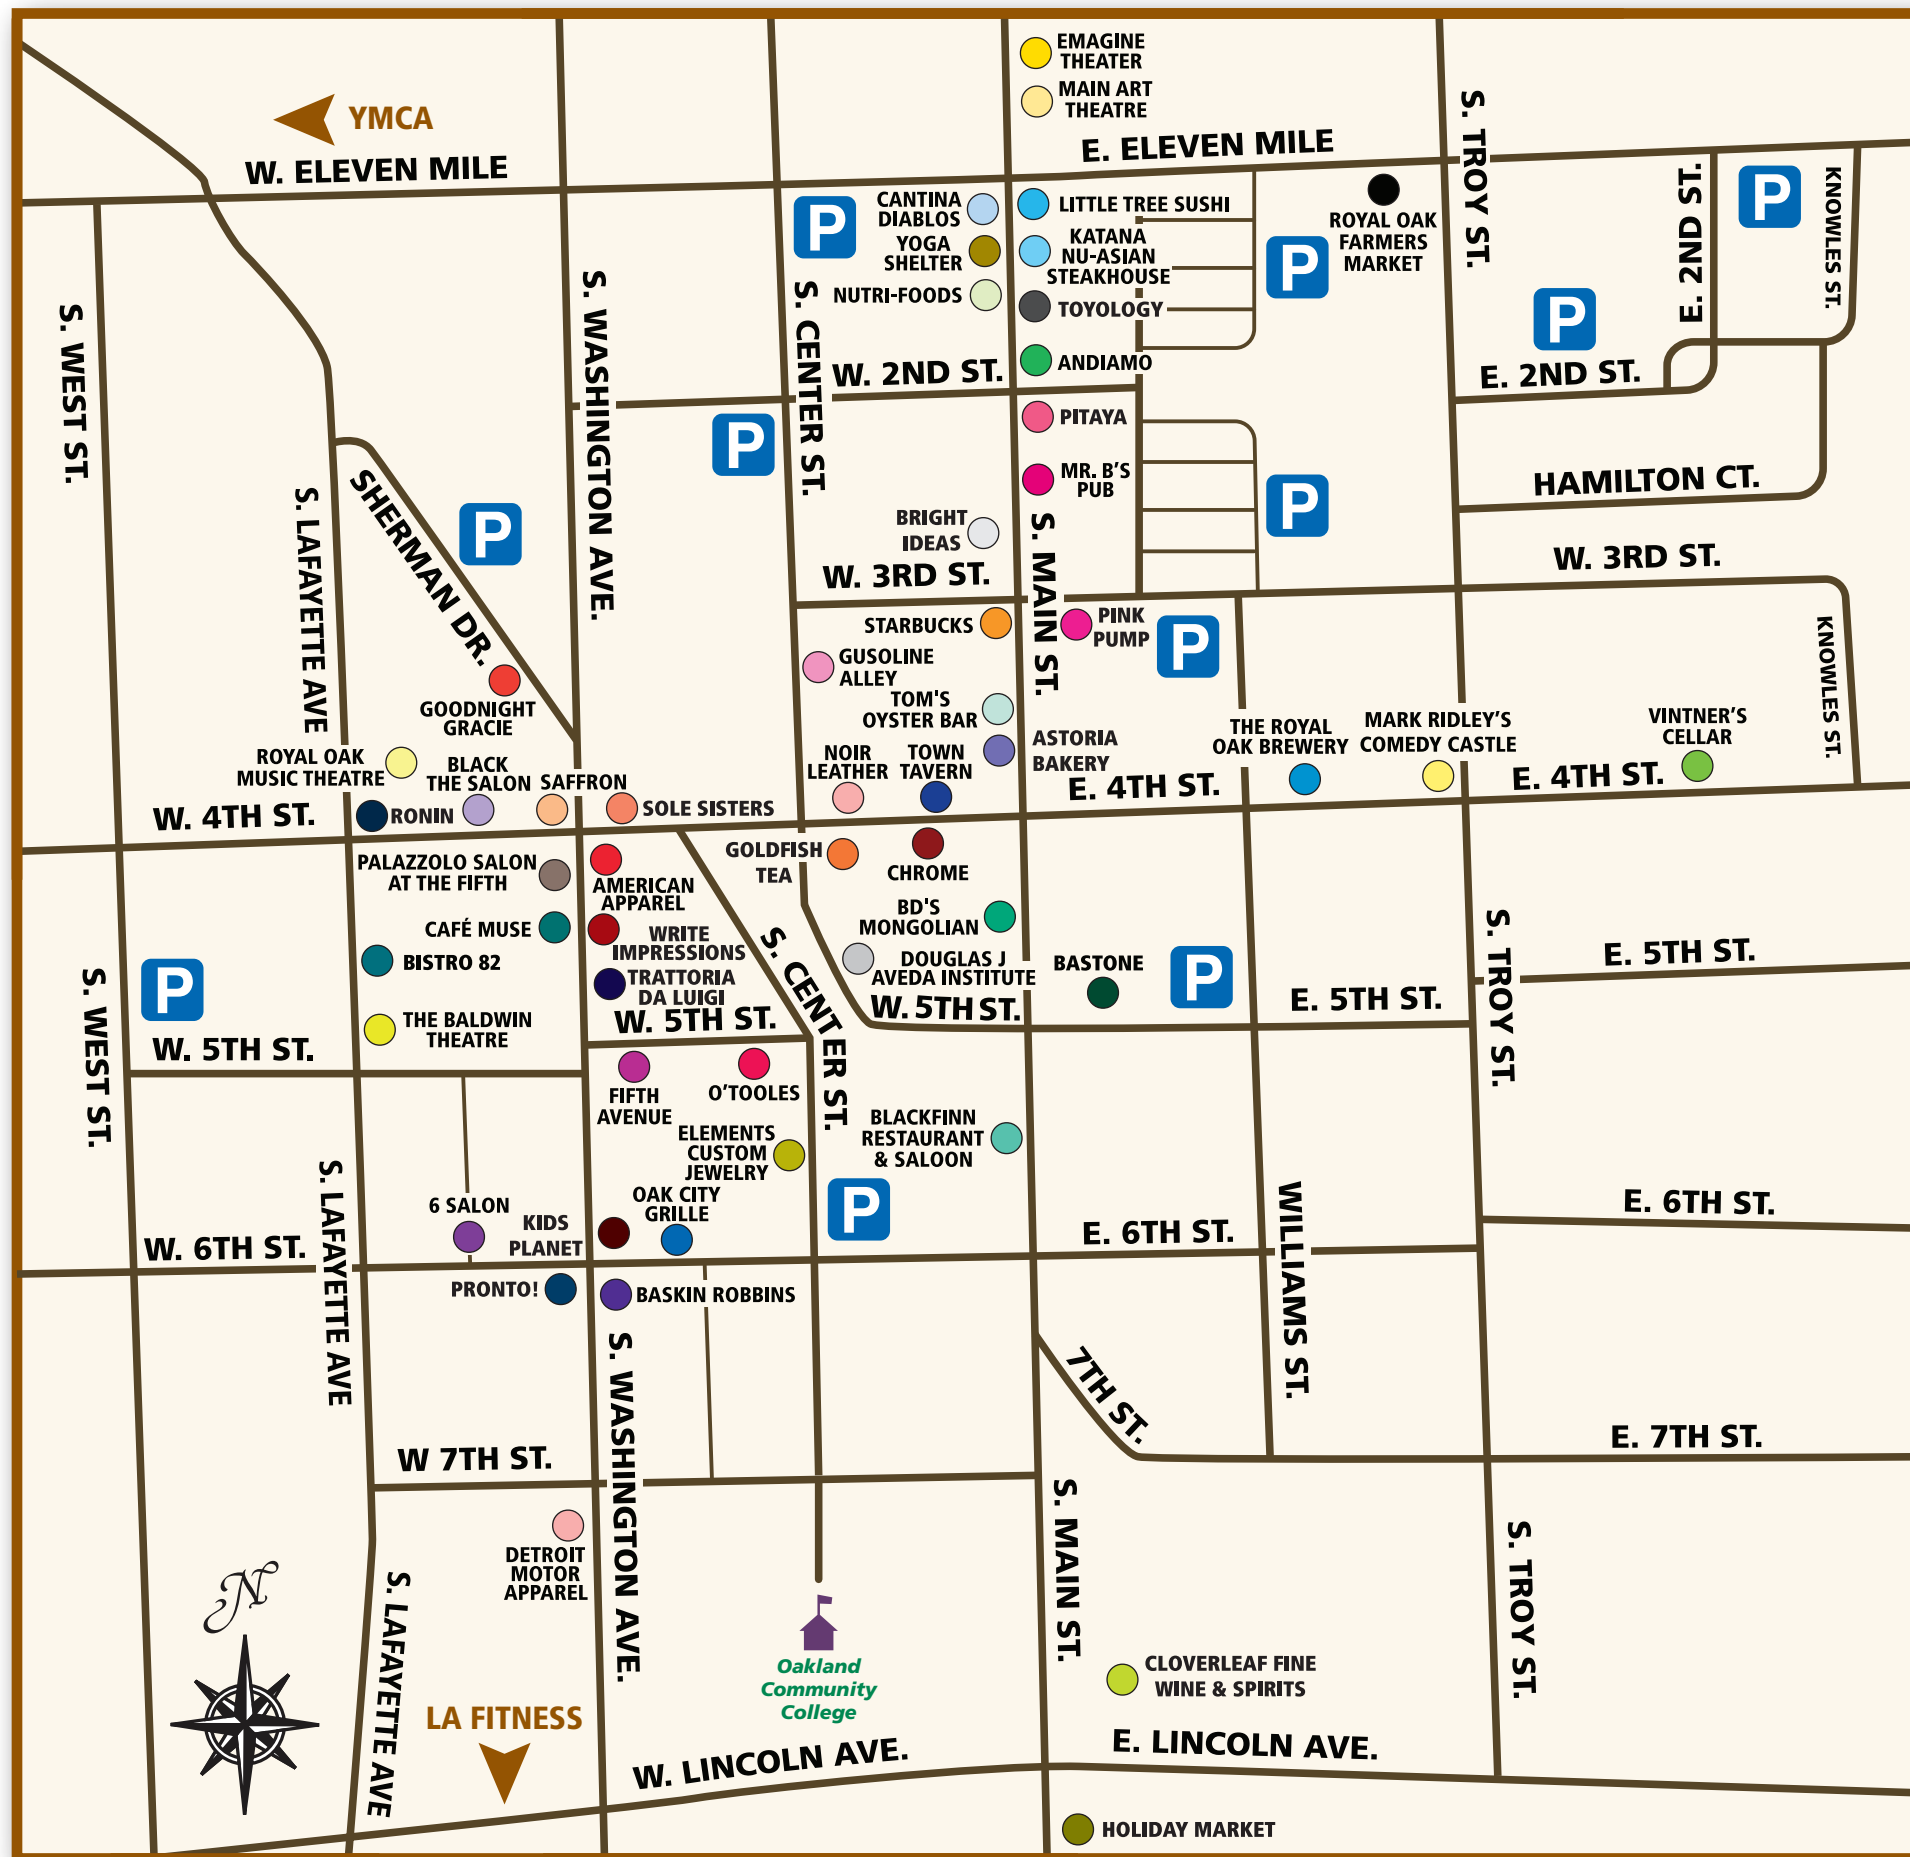 EMAGINE
THEATER
MAIN ART
THEATRE
YMCA
W. ELEVEN MILE
E. ELEVEN MILE
S. TROY ST.
E. 2ND ST.
P
KNOWLES ST.
P
CANTINA
DIABLOS
LITTLE TREE SUSHI
ROYAL OAK
FARMERS
MARKET
YOGA
SHELTER
KATANA
NU-ASIAN
STEAKHOUSE
P
NUTRI-FOODS
TOYOLOGY
P
S. WEST ST.
S. WASHINGTON AVE.
S. CENTER ST.
W. 2ND ST.
ANDIAMO
E. 2ND ST.
P
PITAYA
MR. B'S
PUB
HAMILTON CT.
S. LAFAYETTE AVE
SHERMAN DR.
P
BRIGHT
IDEAS
S. MAIN ST.
P
W. 3RD ST.
W. 3RD ST.
STARBUCKS
PINK
PUMP
P
KNOWLES ST.
GUSOLINE
ALLEY
GOODNIGHT
GRACIE
TOM'S
OYSTER BAR
ROYAL OAK
MUSIC THEATRE
BLACK
THE SALON
SAFFRON
NOIR
LEATHER
TOWN
TAVERN
ASTORIA
BAKERY
THE ROYAL
OAK BREWERY
MARK RIDLEY'S
COMEDY CASTLE
VINTNER'S
CELLAR
W. 4TH ST.
RONIN
SOLE SISTERS
E. 4TH ST.
E. 4TH ST.
PALAZZOLO SALON
AT THE FIFTH
AMERICAN
APPAREL
GOLDFISH
TEA
CHROME
CAFÉ MUSE
WRITE
IMPRESSIONS
BD'S
MONGOLIAN
BISTRO 82
TRATTORIA
DA LUIGI
S. CENTER ST.
DOUGLAS J
AVEDA INSTITUTE
BASTONE
P
S. TROY ST.
E. 5TH ST.
S. WEST ST.
P
THE BALDWIN
THEATRE
W. 5TH ST.
W. 5TH ST.
W. 5TH ST.
E. 5TH ST.
FIFTH
AVENUE
O'TOOLES
ELEMENTS
CUSTOM
JEWELRY
BLACKFINN
RESTAURANT
& SALOON
S. LAFAYETTE AVE
6 SALON
KIDS
PLANET
OAK CITY
GRILLE
P
WILLIAMS ST.
E. 6TH ST.
W. 6TH ST.
E. 6TH ST.
PRONTO!
BASKIN ROBBINS
S. WASHINGTON AVE.
7TH ST.
W 7TH ST.
E. 7TH ST.
S. MAIN ST.
S. TROY ST.
DETROIT
MOTOR
APPAREL
N
S. LAFAYETTE AVE
Oakland
Community
College
CLOVERLEAF FINE
WINE & SPIRITS
LA FITNESS
W. LINCOLN AVE.
E. LINCOLN AVE.
HOLIDAY MARKET